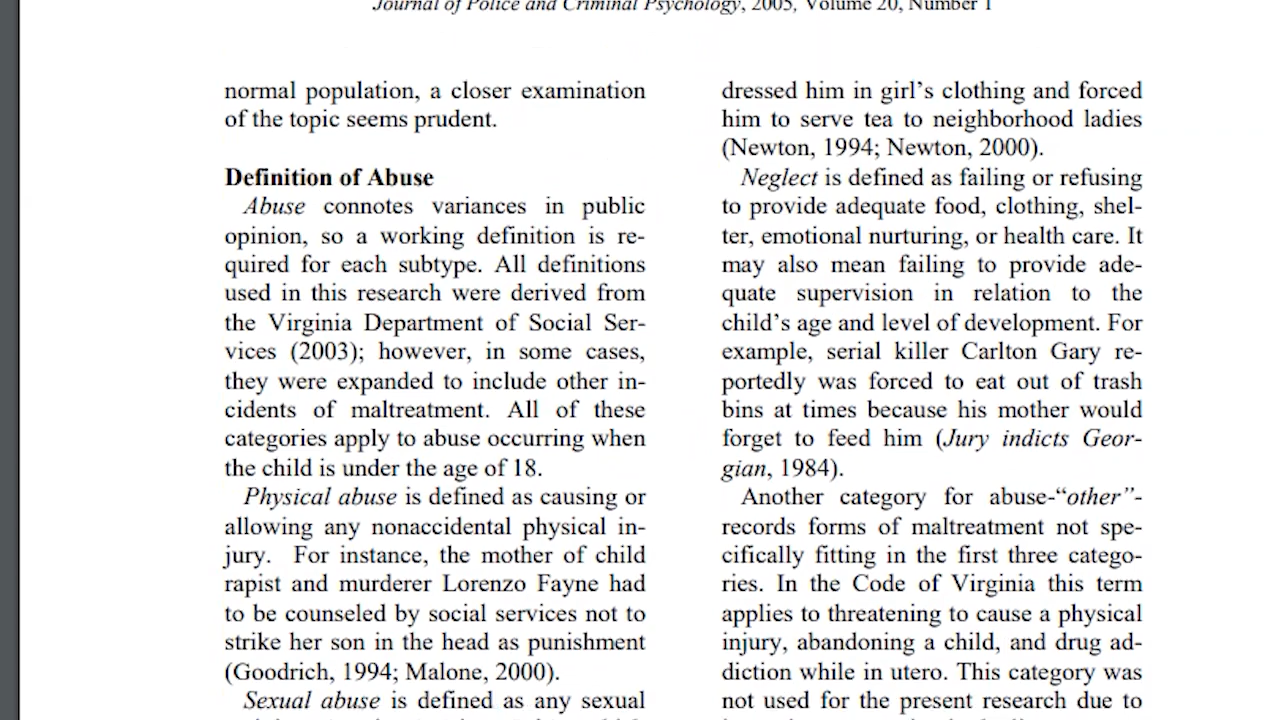 Journal of Police and Criminal Psychology, 2005, Volume 20, Number 1
normal population, a closer examination
of the topic seems prudent.
Definition of Abuse
Abuse connotes variances in public
opinion, so a working definition is re-
quired for each subtype. All definitions
used in this research were derived from
the Virginia Department of Social Ser-
vices (2003); however, in some cases,
they were expanded to include other in-
cidents of maltreatment. All of these
categories apply to abuse occurring when
the child is under the age of 18.
Physical abuse is defined as causing or
allowing any nonaccidental physical in-
jury. For instance, the mother of child
rapist and murderer Lorenzo Fayne had
to be counseled by social services not to
strike her son in the head as punishment
(Goodrich, 1994; Malone, 2000).
Sexual abuse is defined as any sexual
dressed him in girl's clothing and forced
him to serve tea to neighborhood ladies
(Newton, 1994; Newton, 2000).
Neglect is defined as failing or refusing
to provide adequate food, clothing, shel-
ter, emotional nurturing, or health care. It
may also mean failing to provide ade-
quate supervision in relation to the
child's age and level of development. For
example, serial killer Carlton Gary re-
portedly was forced to eat out of trash
bins at times because his mother would
forget to feed him (Jury indicts Geor-
gian, 1984).
Another category for abuse-“other”-
records forms of maltreatment not spe-
cifically fitting in the first three catego-
ries. In the Code of Virginia this term
applies to threatening to cause a physical
injury, abandoning a child, and drug ad-
diction while in utero. This category was
not used for the present research due to